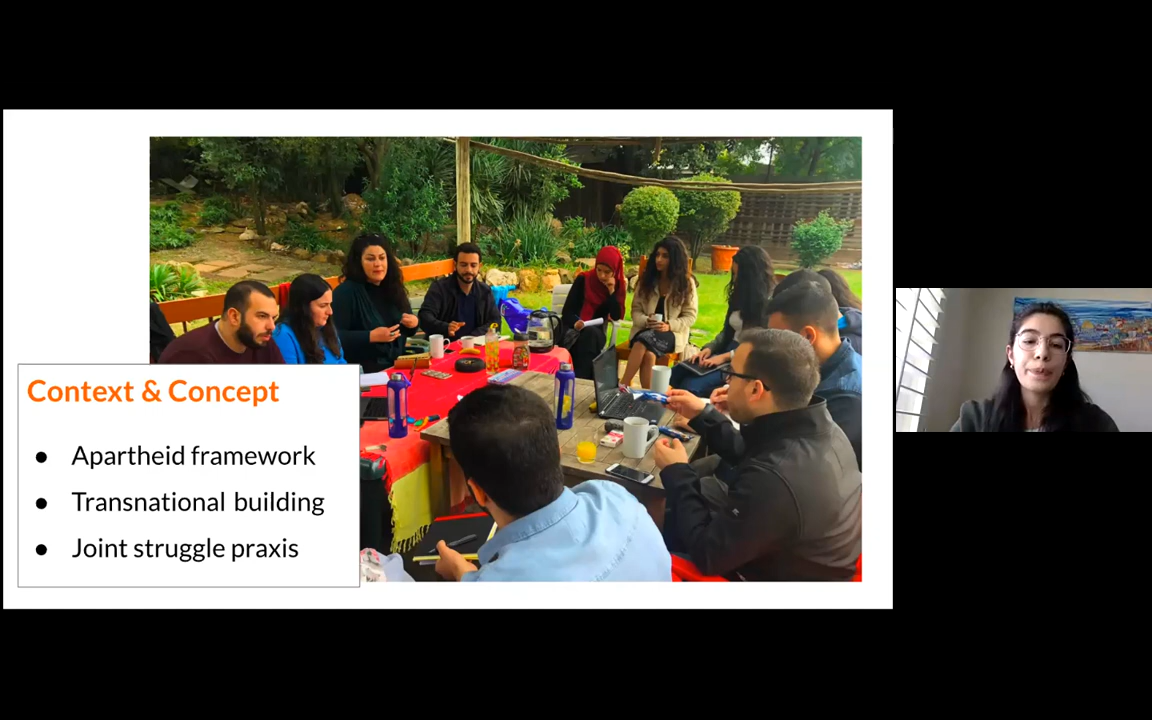 Context & Concept
● Apartheid framework
● Transnational building
● Joint struggle praxis